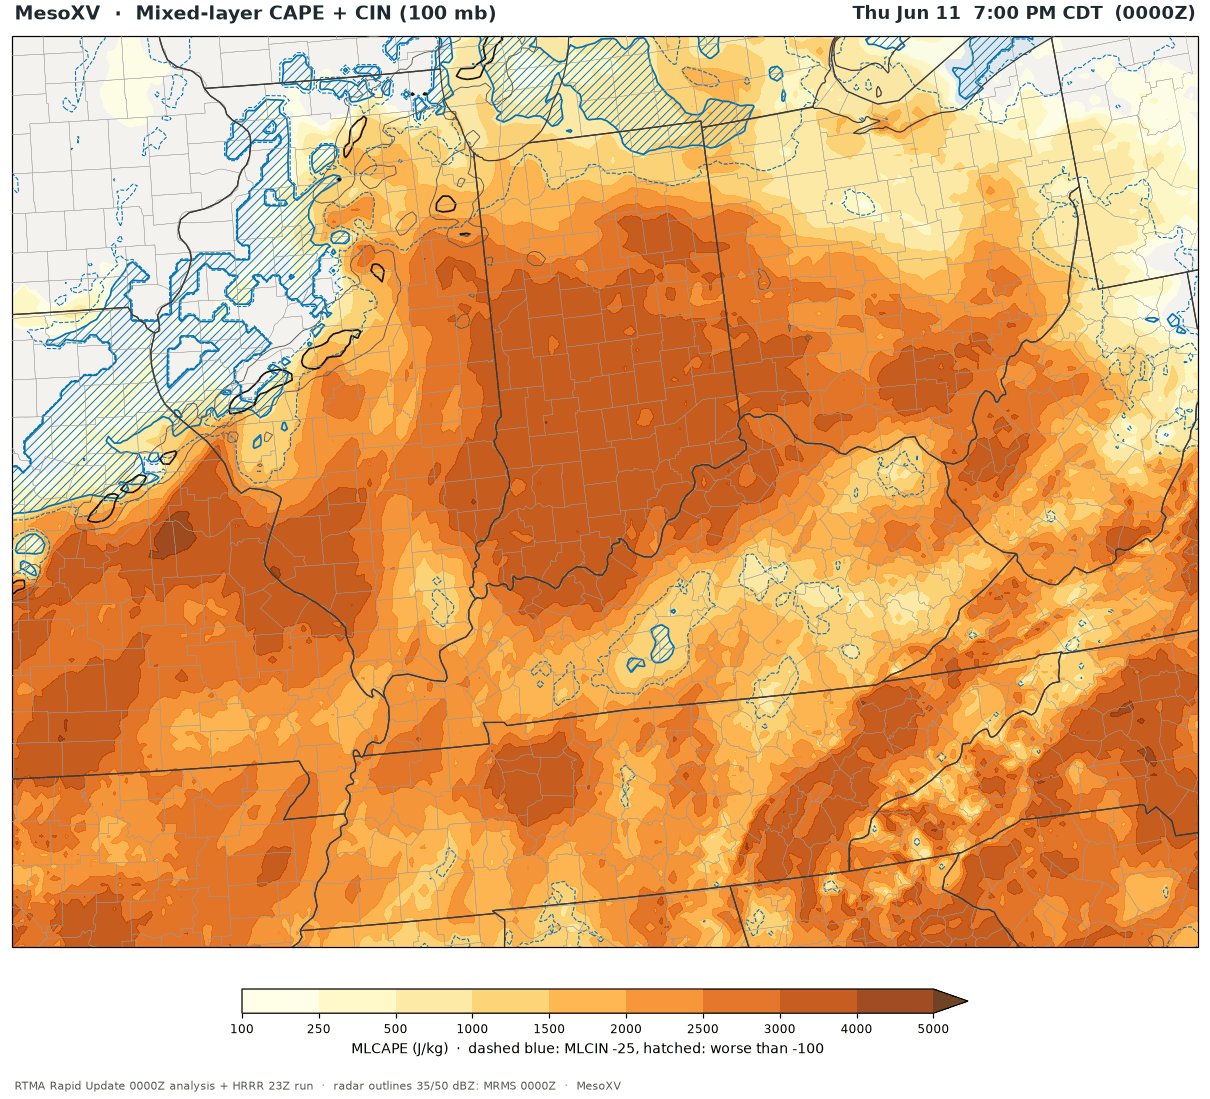 MesoXV · Mixed-layer CAPE + CIN (100 mb)
Thu Jun 11 7:00 PM CDT (0000Z)
100 250 500 1000 1500 2000 2500 3000 4000 5000
MLCAPE (J/kg) · dashed blue: MLCIN -25, hatched: worse than -100
RTMA Rapid Update 0000Z analysis + HRRR 23Z run · radar outlines 35/50 dBZ: MRMS 0000Z · MesoXV